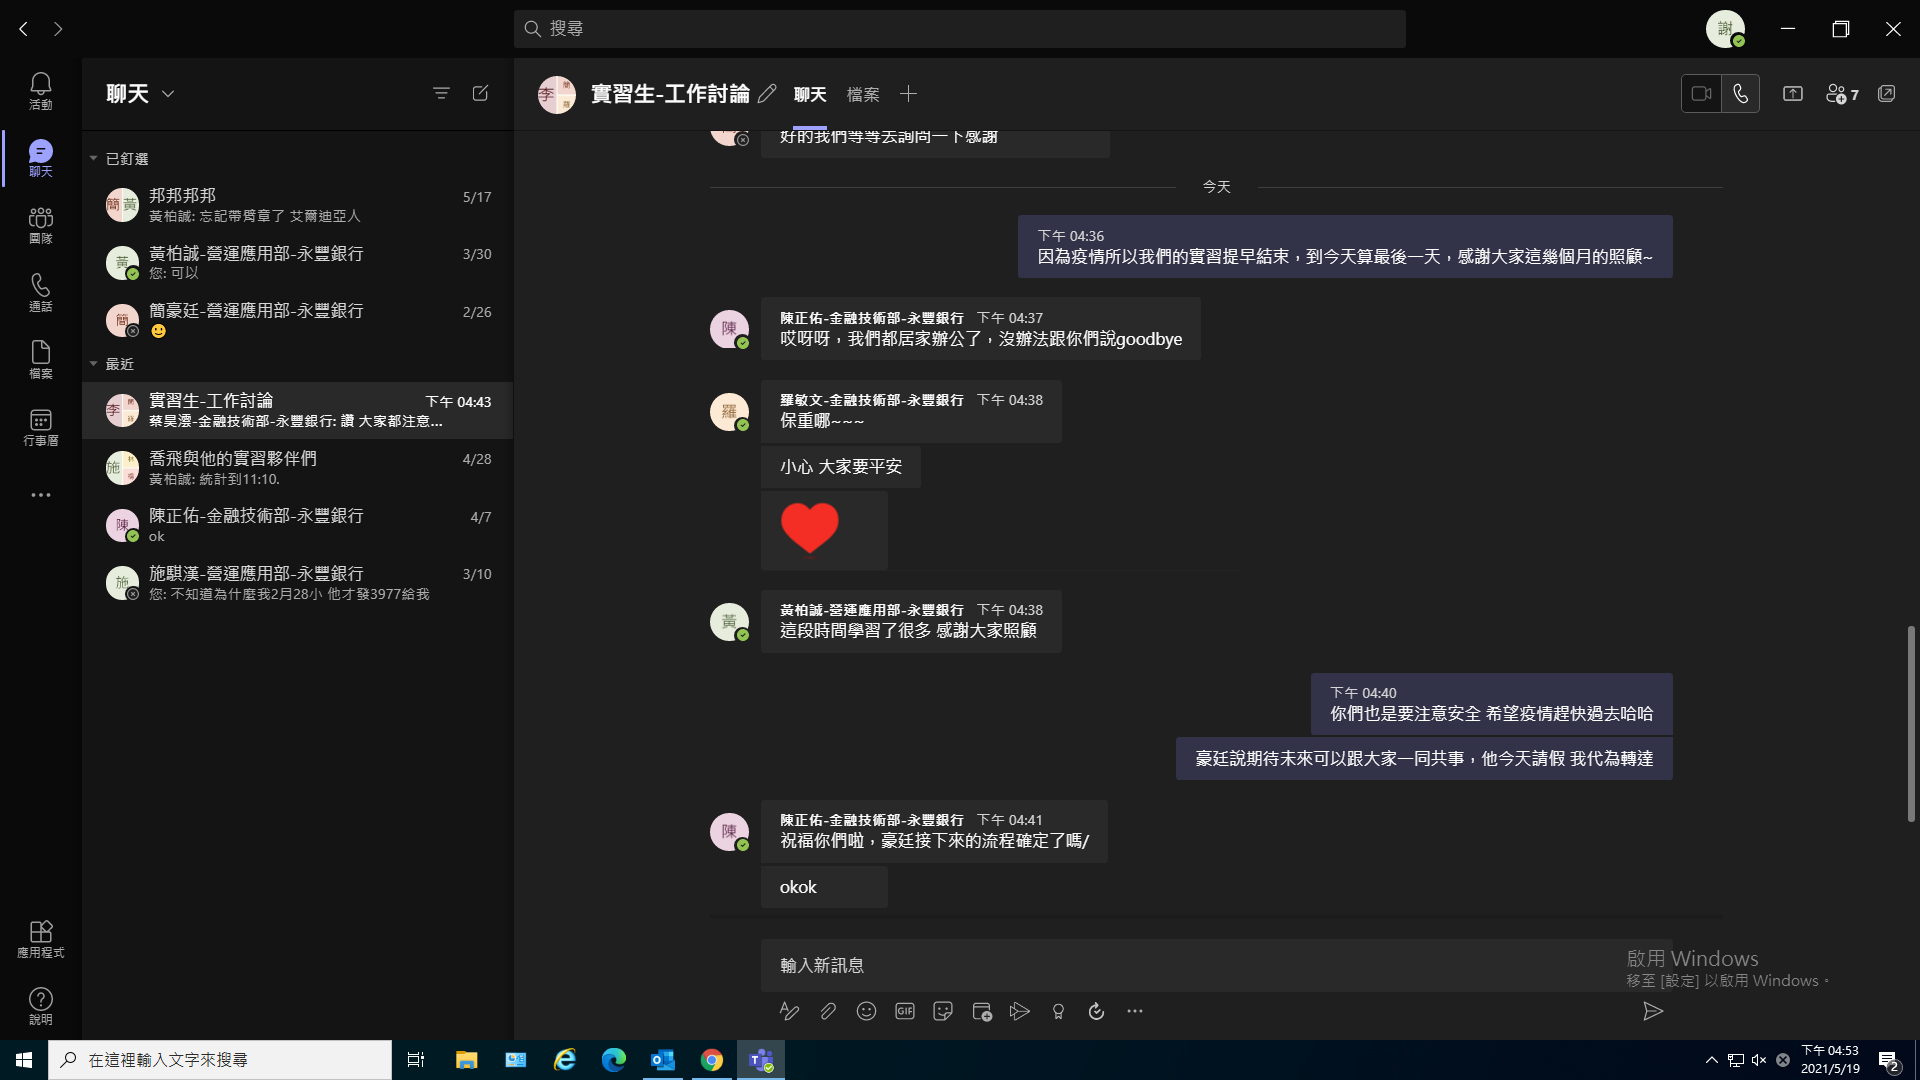 搜尋
謝
活動
聊天
團隊
通話
檔案
行事曆
應用程式
說明
聊天
已釘選
簡 黃
邦邦邦邦
5/17
黃柏誠: 忘記帶臂章了 艾爾迪亞人
黃
黃柏誠-營運應用部-永豐銀行
3/30
您: 可以
簡
簡豪廷-營運應用部-永豐銀行
2/26
最近
李
實習生-工作討論
下午 04:43
蔡昊澐-金融技術部-永豐銀行: 讚 大家都注意...
施
喬飛與他的實習夥伴們
4/28
黃柏誠: 統計到11:10.
陳
陳正佑-金融技術部-永豐銀行
4/7
ok
施
施騏漢-營運應用部-永豐銀行
3/10
您: 不知道為什麼我2月28小 他才發3977給我
李 簡 羅
實習生-工作討論
聊天
檔案
7
好的我們等等去詢問一下感謝
今天
下午 04:36
因為疫情所以我們的實習提早結束，到今天算最後一天，感謝大家這幾個月的照顧~
陳
陳正佑-金融技術部-永豐銀行 下午 04:37
哎呀呀，我們都居家辦公了，沒辦法跟你們說goodbye
羅
羅敏文-金融技術部-永豐銀行 下午 04:38
保重哪~~~
小心 大家要平安
黃
黃柏誠-營運應用部-永豐銀行 下午 04:38
這段時間學習了很多 感謝大家照顧
下午 04:40
你們也是要注意安全 希望疫情趕快過去哈哈
豪廷說期待未來可以跟大家一同共事，他今天請假 我代為轉達
陳
陳正佑-金融技術部-永豐銀行 下午 04:41
祝福你們啦，豪廷接下來的流程確定了嗎/
okok
輸入新訊息
GIF
啟用 Windows
移至 [設定] 以啟用 Windows。
在這裡輸入文字來搜尋
下午 04:53
2021/5/19
2